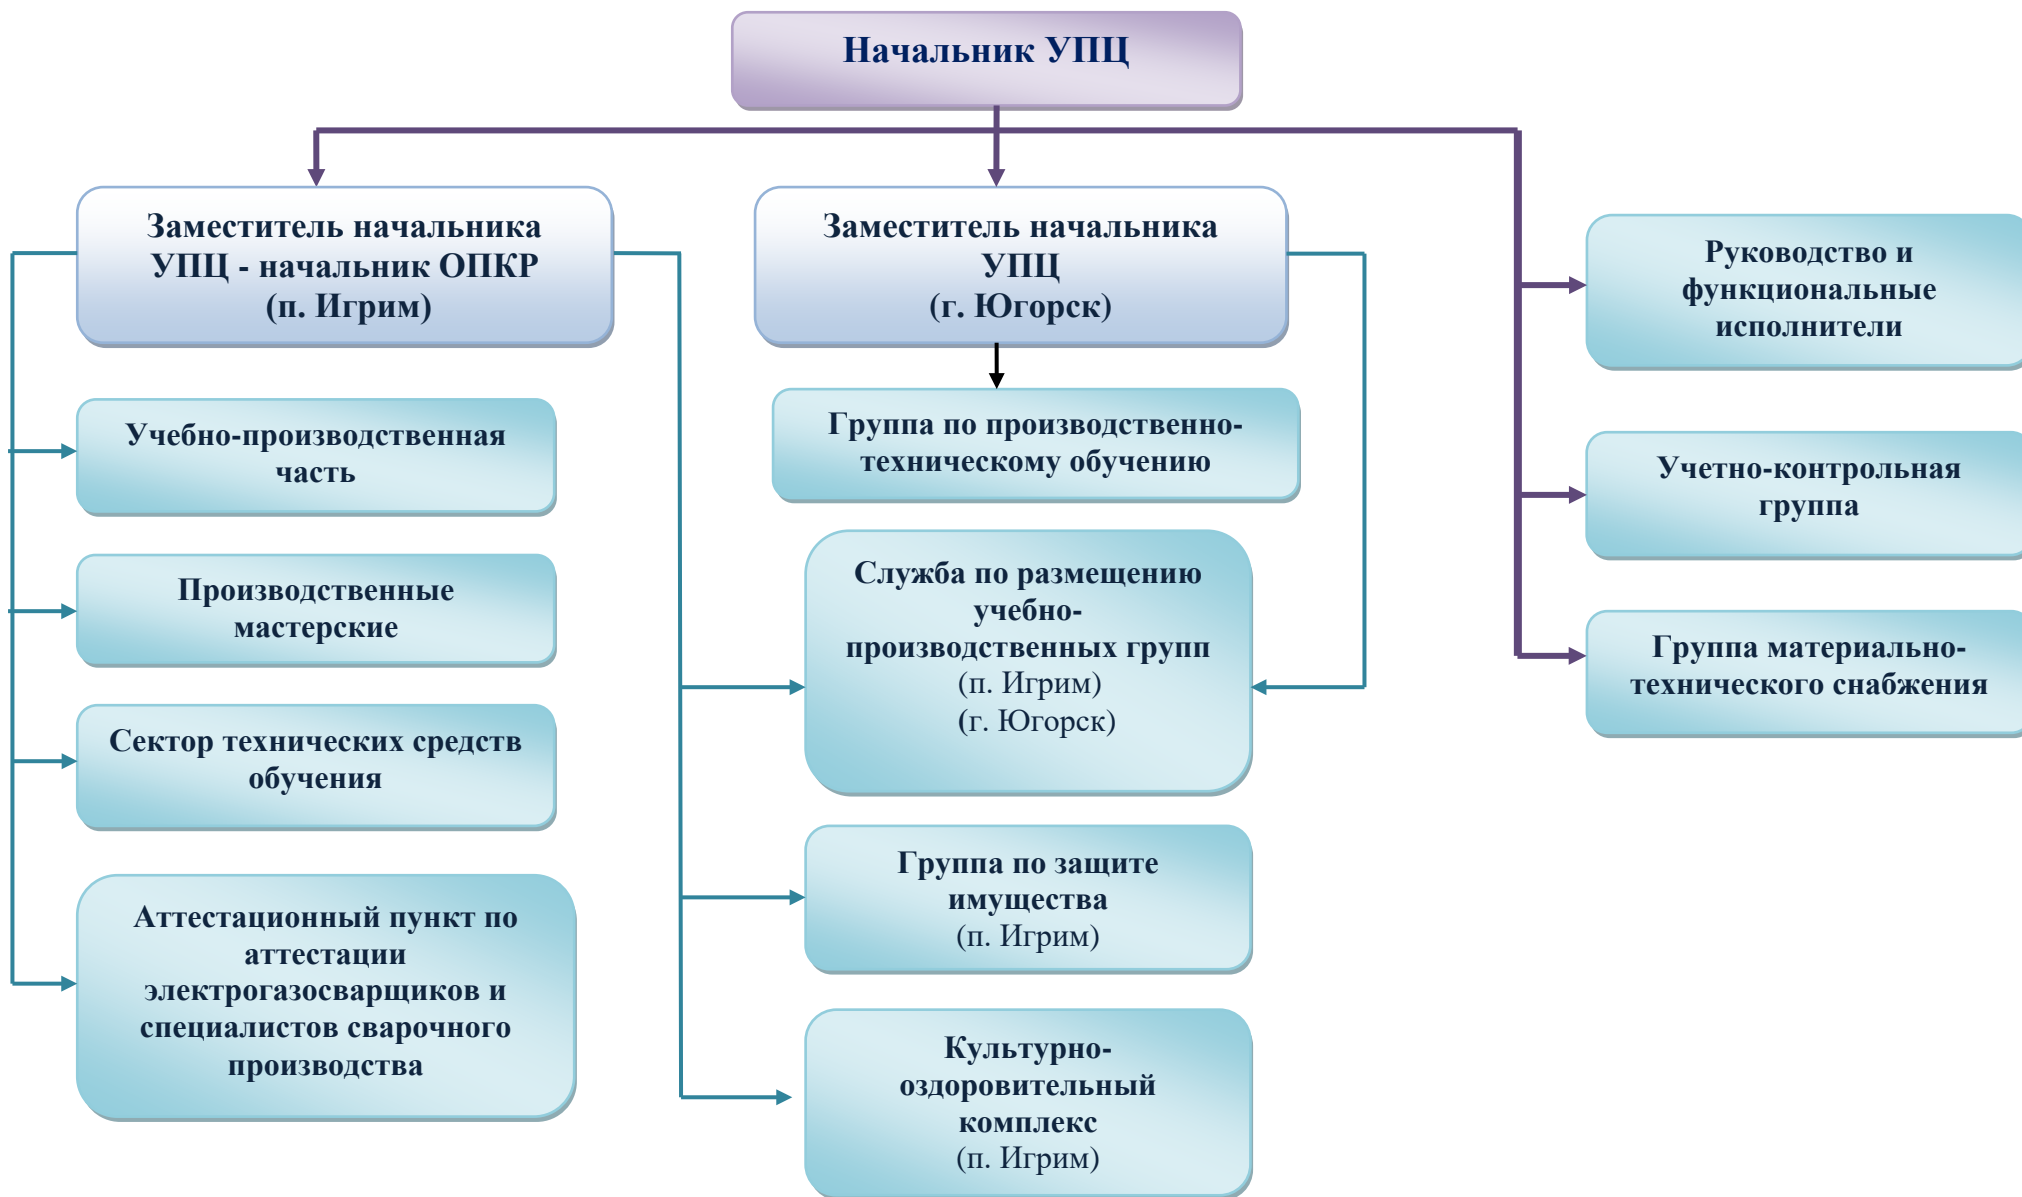 Начальник УПЦ
Заместитель начальника
УПЦ - начальник ОПКР
(п. Игрим)
Заместитель начальника
УПЦ
(г. Югорск)
Руководство и
функциональные
исполнители
Учебно-производственная
часть
Группа по производственно-
техническому обучению
Учетно-контрольная
группа
Производственные
мастерские
Служба по размещению
учебно-
производственных групп
(п. Игрим)
(г. Югорск)
Группа материально-
технического снабжения
Сектор технических средств
обучения
Группа по защите
имущества
(п. Игрим)
Аттестационный пункт по
аттестации
электрогазосварщиков и
специалистов сварочного
производства
Культурно-
оздоровительный
комплекс
(п. Игрим)